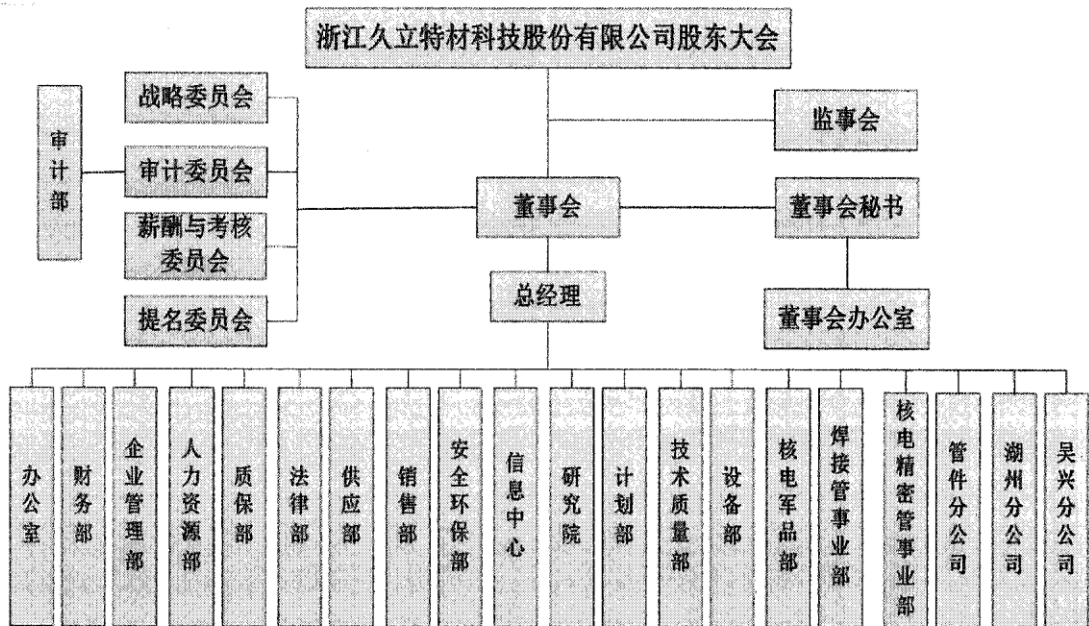 浙江久立特材科技股份有限公司股东大会
战略委员会
监事会
审计部
审计委员会
董事会
董事会秘书
薪酬与考核
委员会
总经理
提名委员会
董事会办公室
办公室
财务部
企业管理部
人力资源部
质保部
法律部
供应部
销售部
安全环保部
信息中心
研究院
计划部
技术质量部
设备部
核电军品部
焊接管事业部
核电精密管事业部
管件分公司
湖州分公司
吴兴分公司